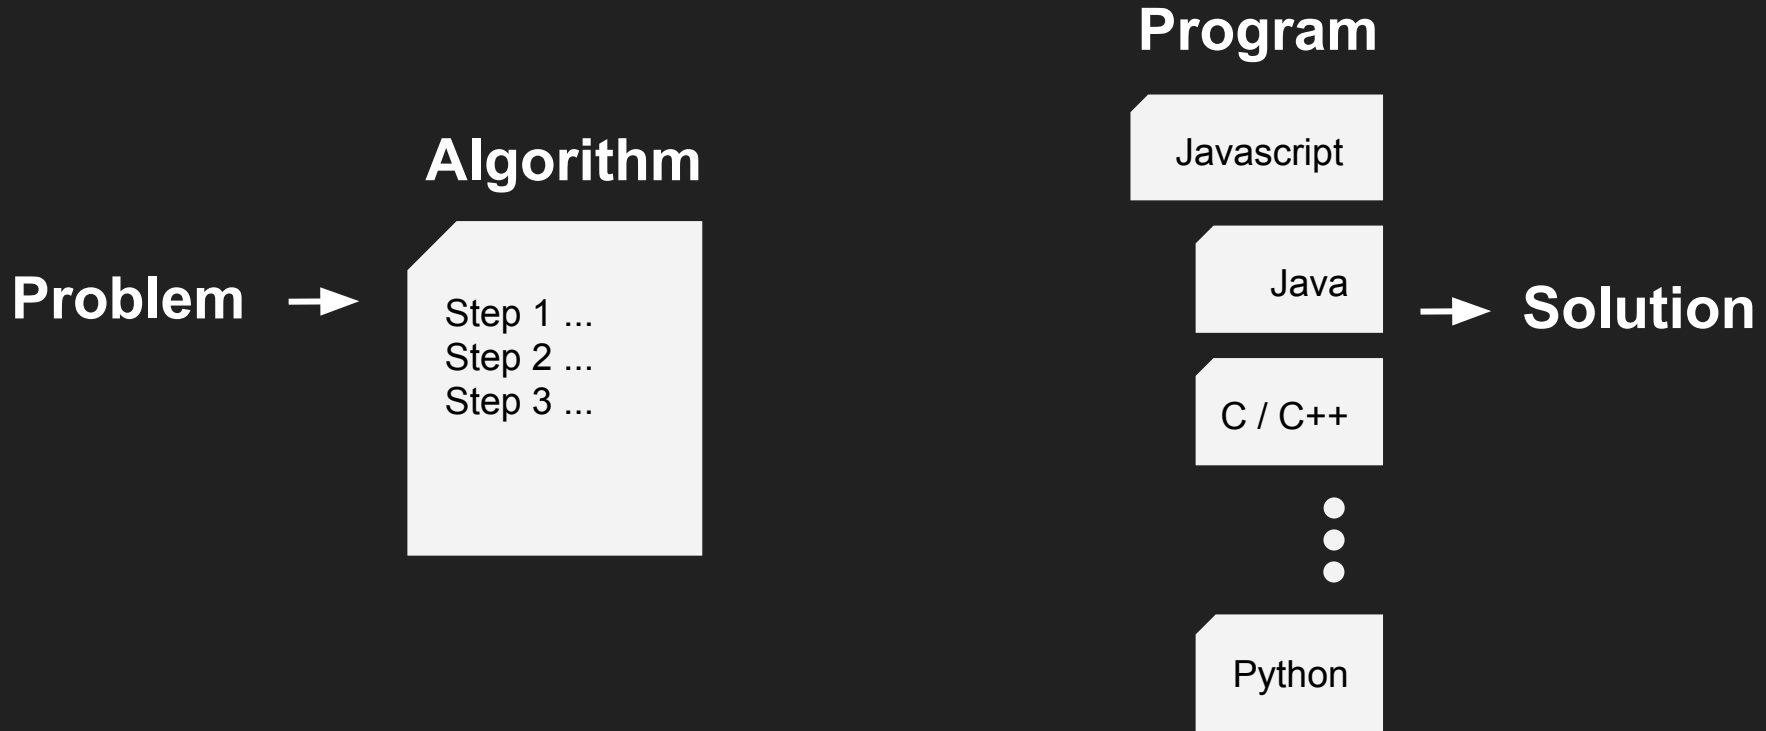 Problem
Algorithm
Step 1 ...
Step 2 ...
Step 3 ...
Program
Javascript
Java
C / C++
Python
Solution